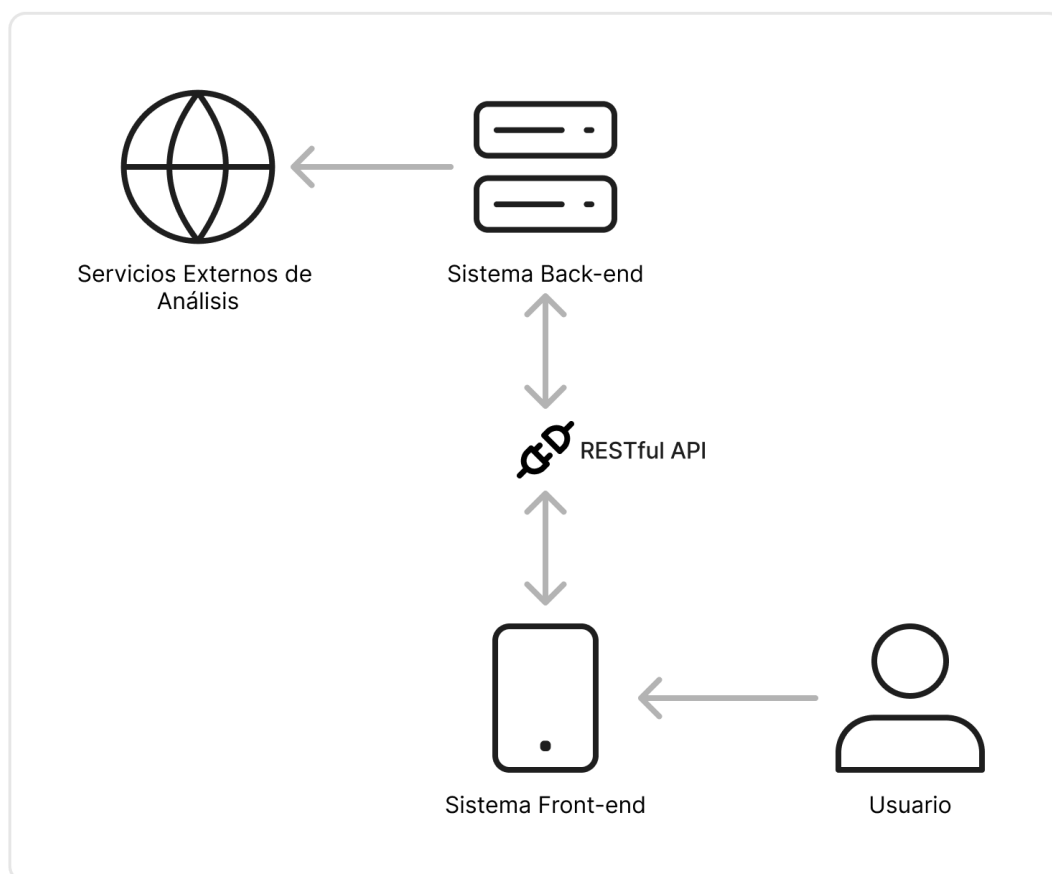 Servicios Externos de
Análisis
Sistema Back-end
RESTful API
Sistema Front-end
Usuario